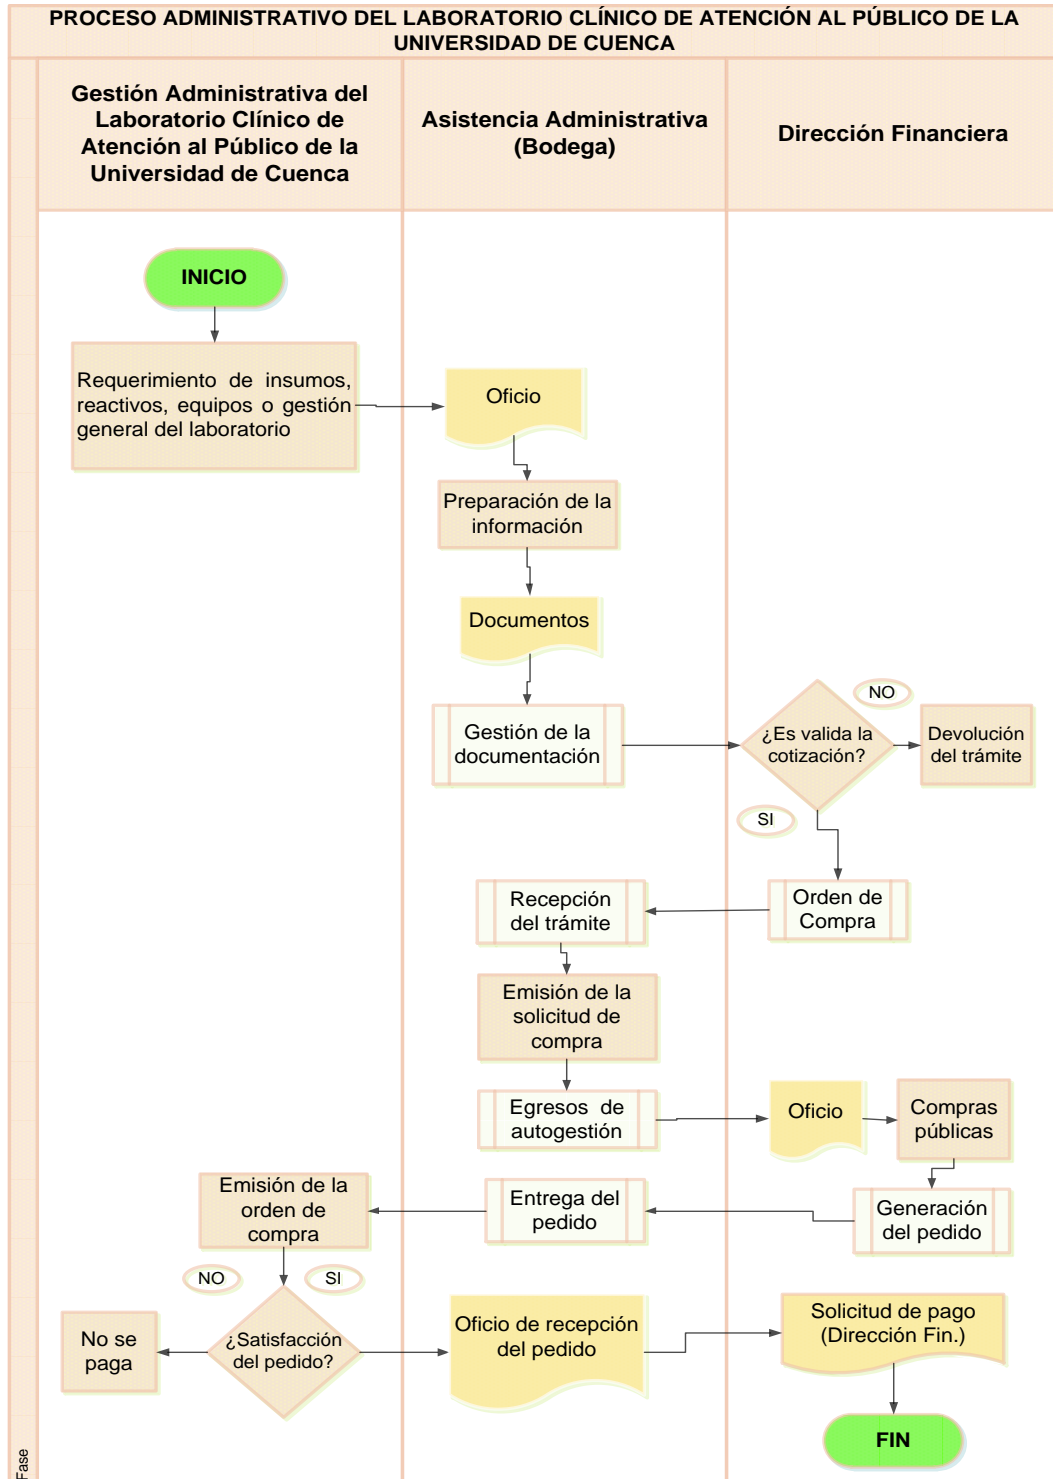 PROCESO ADMINISTRATIVO DEL LABORATORIO CLÍNICO DE ATENCIÓN AL PÚBLICO DE LA
UNIVERSIDAD DE CUENCA
Gestión Administrativa del
Laboratorio Clínico de
Atención al Público de la
Universidad de Cuenca
Asistencia Administrativa
(Bodega)
Dirección Financiera
INICIO
Requerimiento de insumos,
reactivos, equipos o gestión
general del laboratorio
Oficio
Preparación de la
información
Documentos
Gestión de la
documentación
¿Es valida la
cotización?
NO
Devolución
del trámite
SI
Orden de
Compra
Recepción
del trámite
Emisión de la
solicitud de
compra
Egresos de
autogestión
Oficio
Compras
públicas
Generación
del pedido
Entrega del
pedido
Emisión de la
orden de
compra
NO
SI
¿Satisfacción
del pedido?
No se
paga
Oficio de recepción
del pedido
Solicitud de pago
(Dirección Fin.)
FIN
Fase